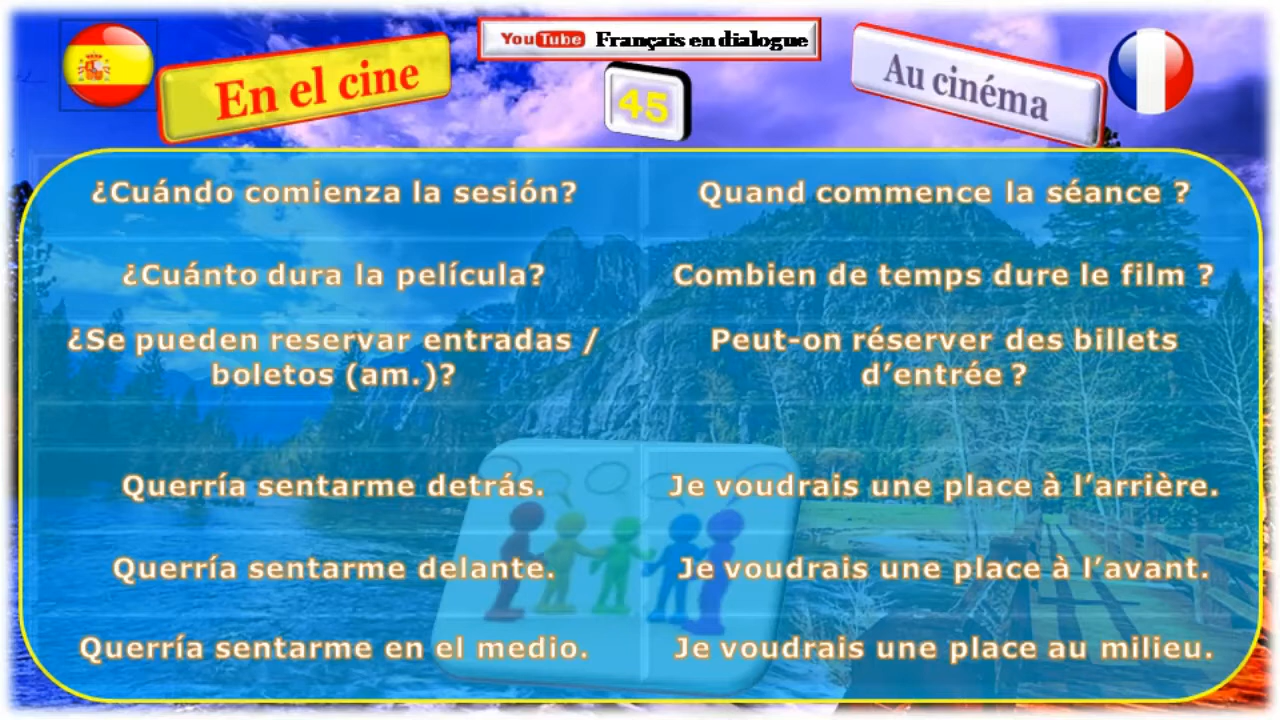 YouTube Français en dialogue
En el cine
45
Au cinéma
¿Cuándo comienza la sesión?
Quand commence la séance ?
¿Cuánto dura la película?
Combien de temps dure le film ?
¿Se pueden reservar entradas /
boletos (am.)?
Peut-on réserver des billets
d’entrée ?
Querría sentarme detrás.
Je voudrais une place à l’arrière.
Querría sentarme delante.
Je voudrais une place à l’avant.
Querría sentarme en el medio.
Je voudrais une place au milieu.